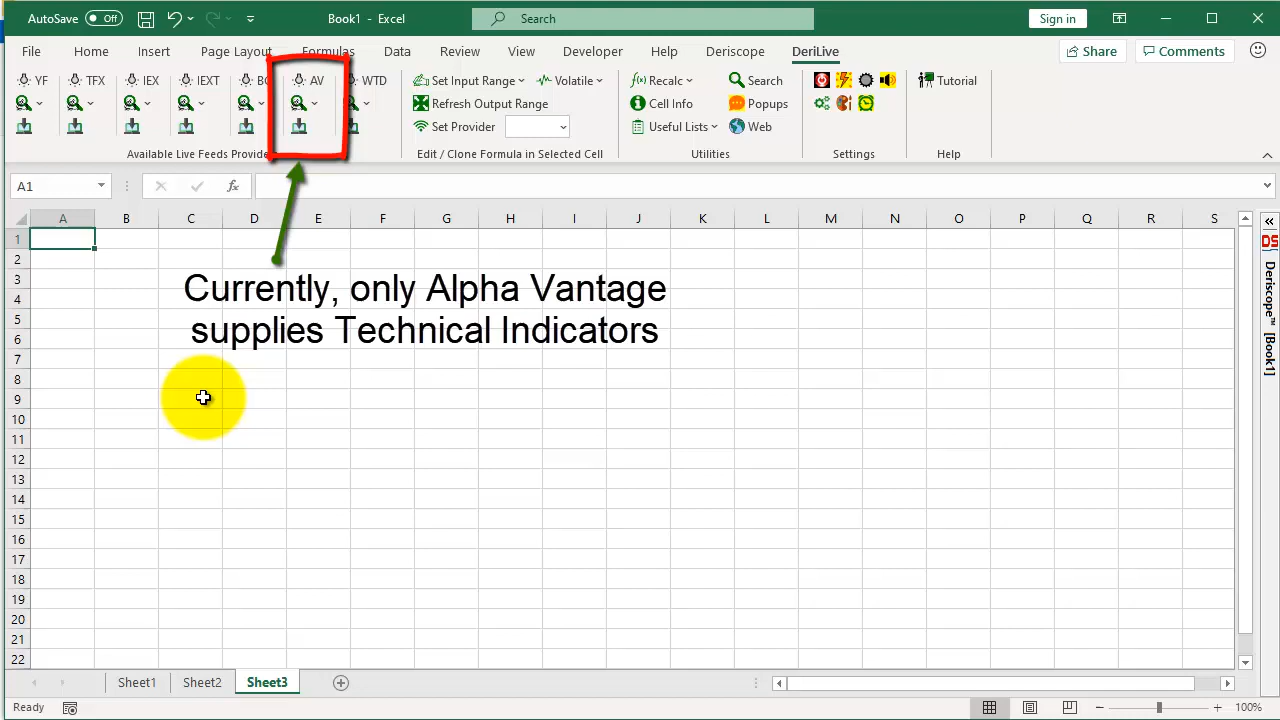 AutoSave Off Book1 - Excel Search Sign in
File Home Insert Page Layout Formulas Data Review View Developer Help Deriscope DeriLive Share Comments
YF TFX IEX IEXT AV WTD Set Input Range Volatile Recalc Search Tutorial
Refresh Output Range Cell Info Popups
Set Provider Useful Lists Web
Available Live Feeds Edit / Clone Formula in Selected Cell Utilities Settings Help
A1 fx
A B C D E F G H I J K L M N O P Q R S
1
2
3
4
5
6
7
8
9
10
11
12
13
14
15
16
17
18
19
20
21
22
Currently, only Alpha Vantage
supplies Technical Indicators
DS
Deriscope™ [Book1]
Sheet1 Sheet2 Sheet3
Ready 100%